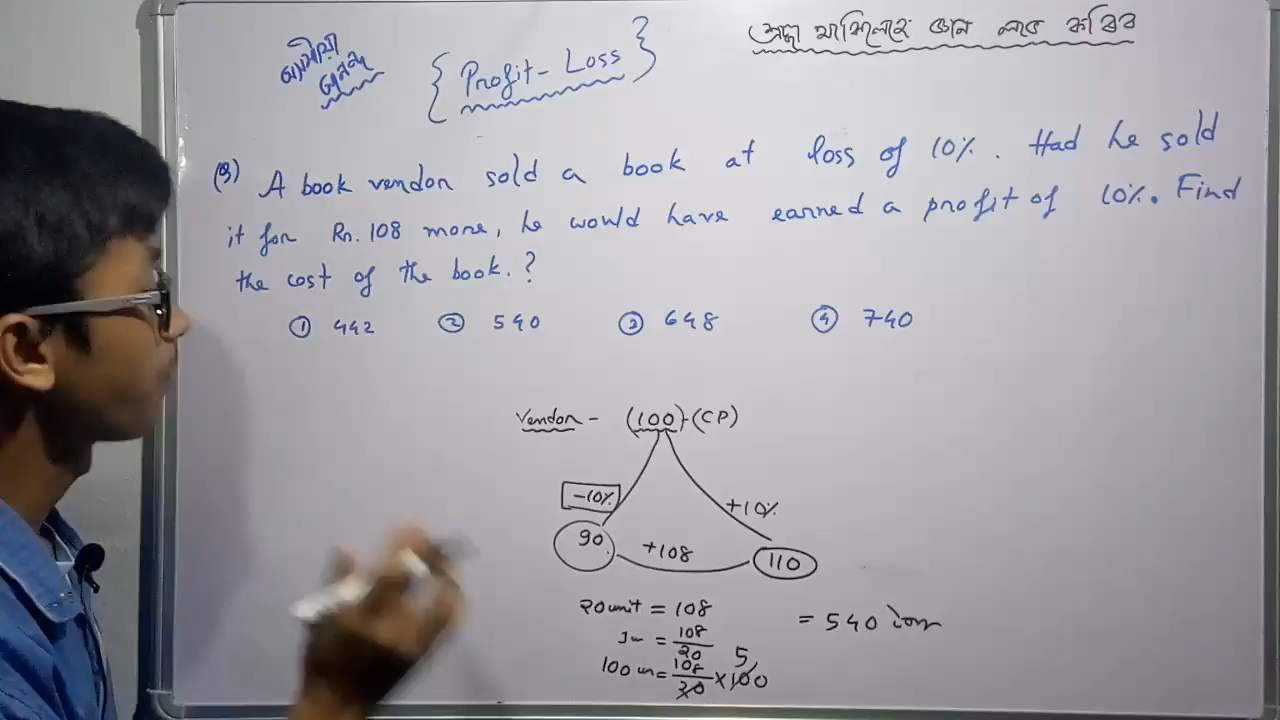 { Profit - Loss }
(Q) A book vendor sold a book at loss of 10%. Had he sold
it for Rs. 108 more, he would have earned a profit of 10%. Find
the cost of the book.?
① 442 ② 540 ③ 648 ④ 740
Vendor - (100)-(CP)
-10% +10%
90 +108 110
20 unit = 108
1u = 108/20
100 un = 108/20 × 100 5
= 540